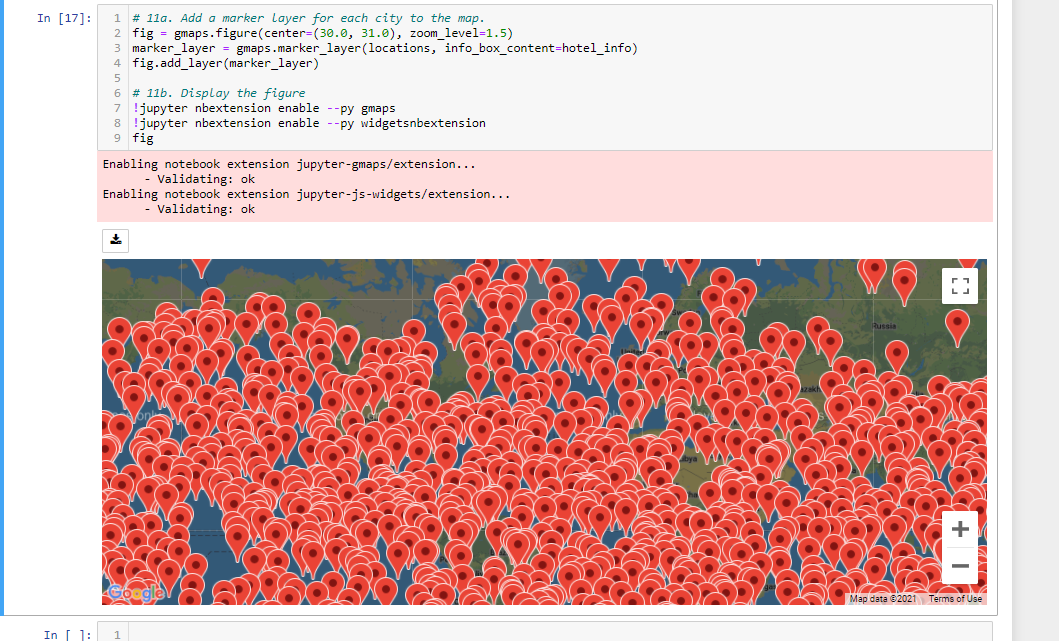 In [17]:
1 # 11a. Add a marker layer for each city to the map.
2 fig = gmaps.figure(center=(30.0, 31.0), zoom_level=1.5)
3 marker_layer = gmaps.marker_layer(locations, info_box_content=hotel_info)
4 fig.add_layer(marker_layer)
5
6 # 11b. Display the figure
7 !jupyter nbextension enable --py gmaps
8 !jupyter nbextension enable --py widgetsnbextension
9 fig
Enabling notebook extension jupyter-gmaps/extension...
- Validating: ok
Enabling notebook extension jupyter-js-widgets/extension...
- Validating: ok
Russia
Google
Map data ©2021 Terms of Use
In [ ]:
1